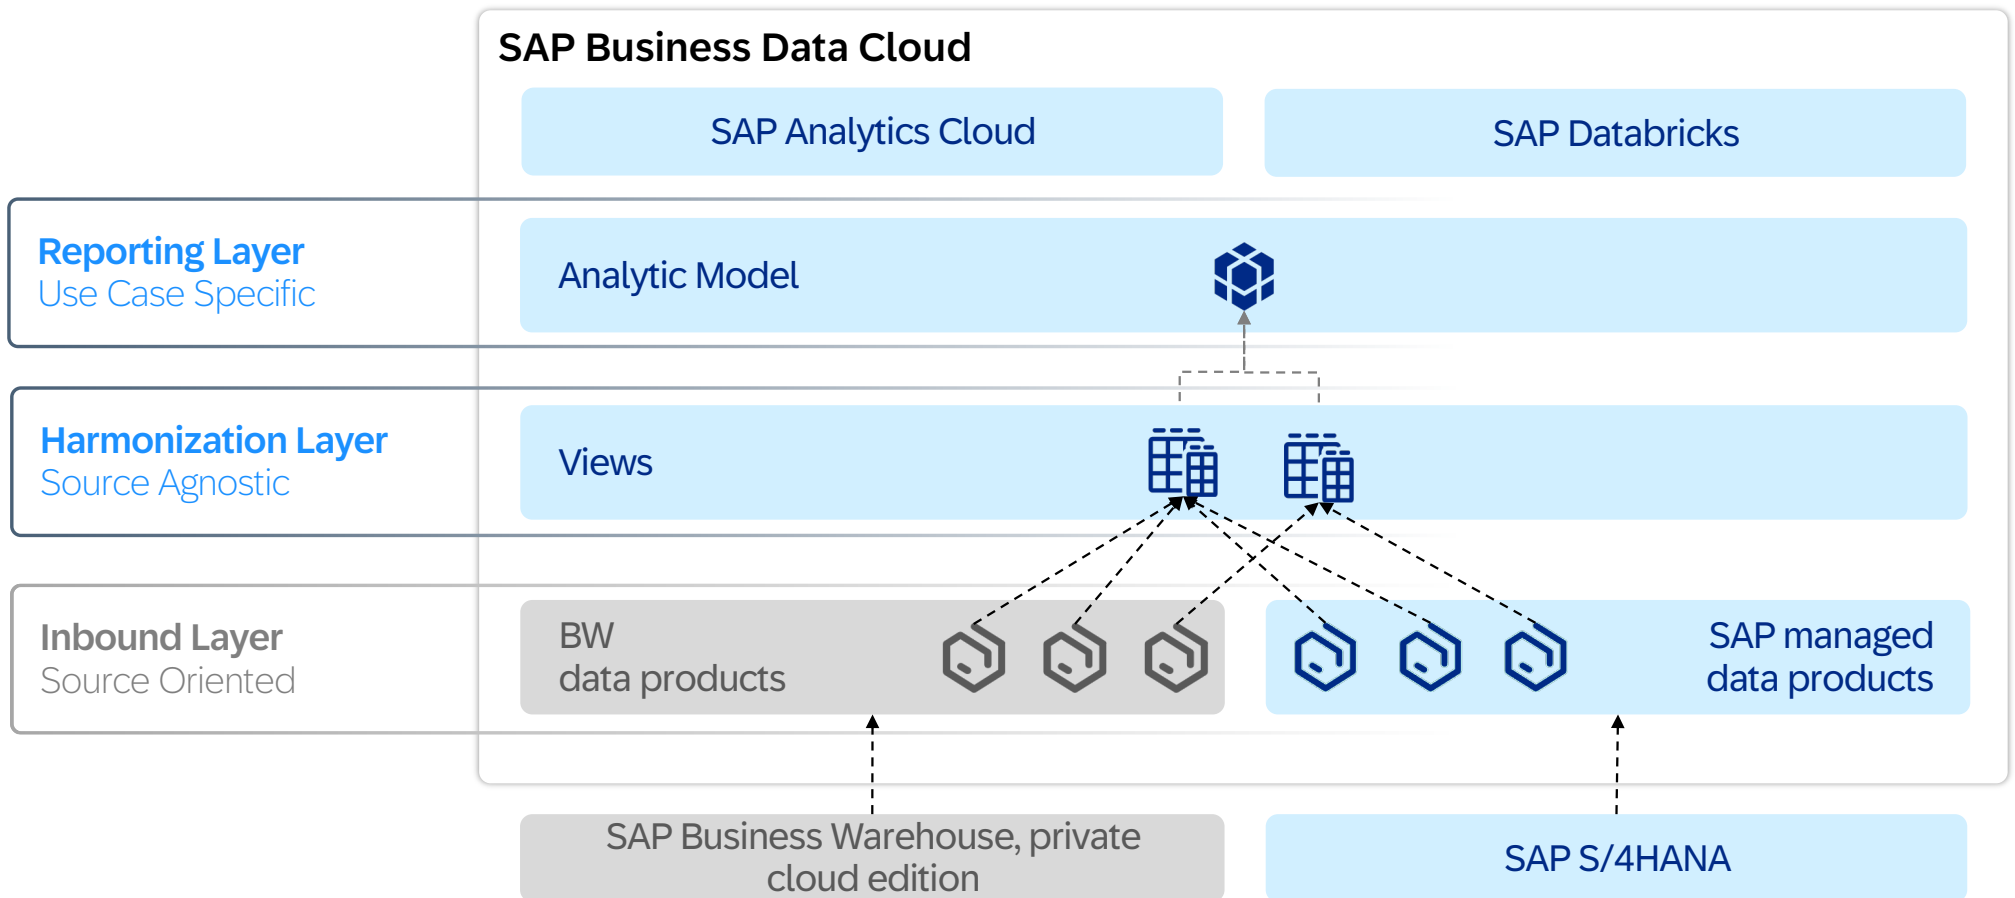 SAP Business Data Cloud
SAP Analytics Cloud
SAP Databricks
Reporting Layer
Use Case Specific
Analytic Model
Harmonization Layer
Source Agnostic
Views
Inbound Layer
Source Oriented
BW
data products
SAP managed
data products
SAP Business Warehouse, private
cloud edition
SAP S/4HANA